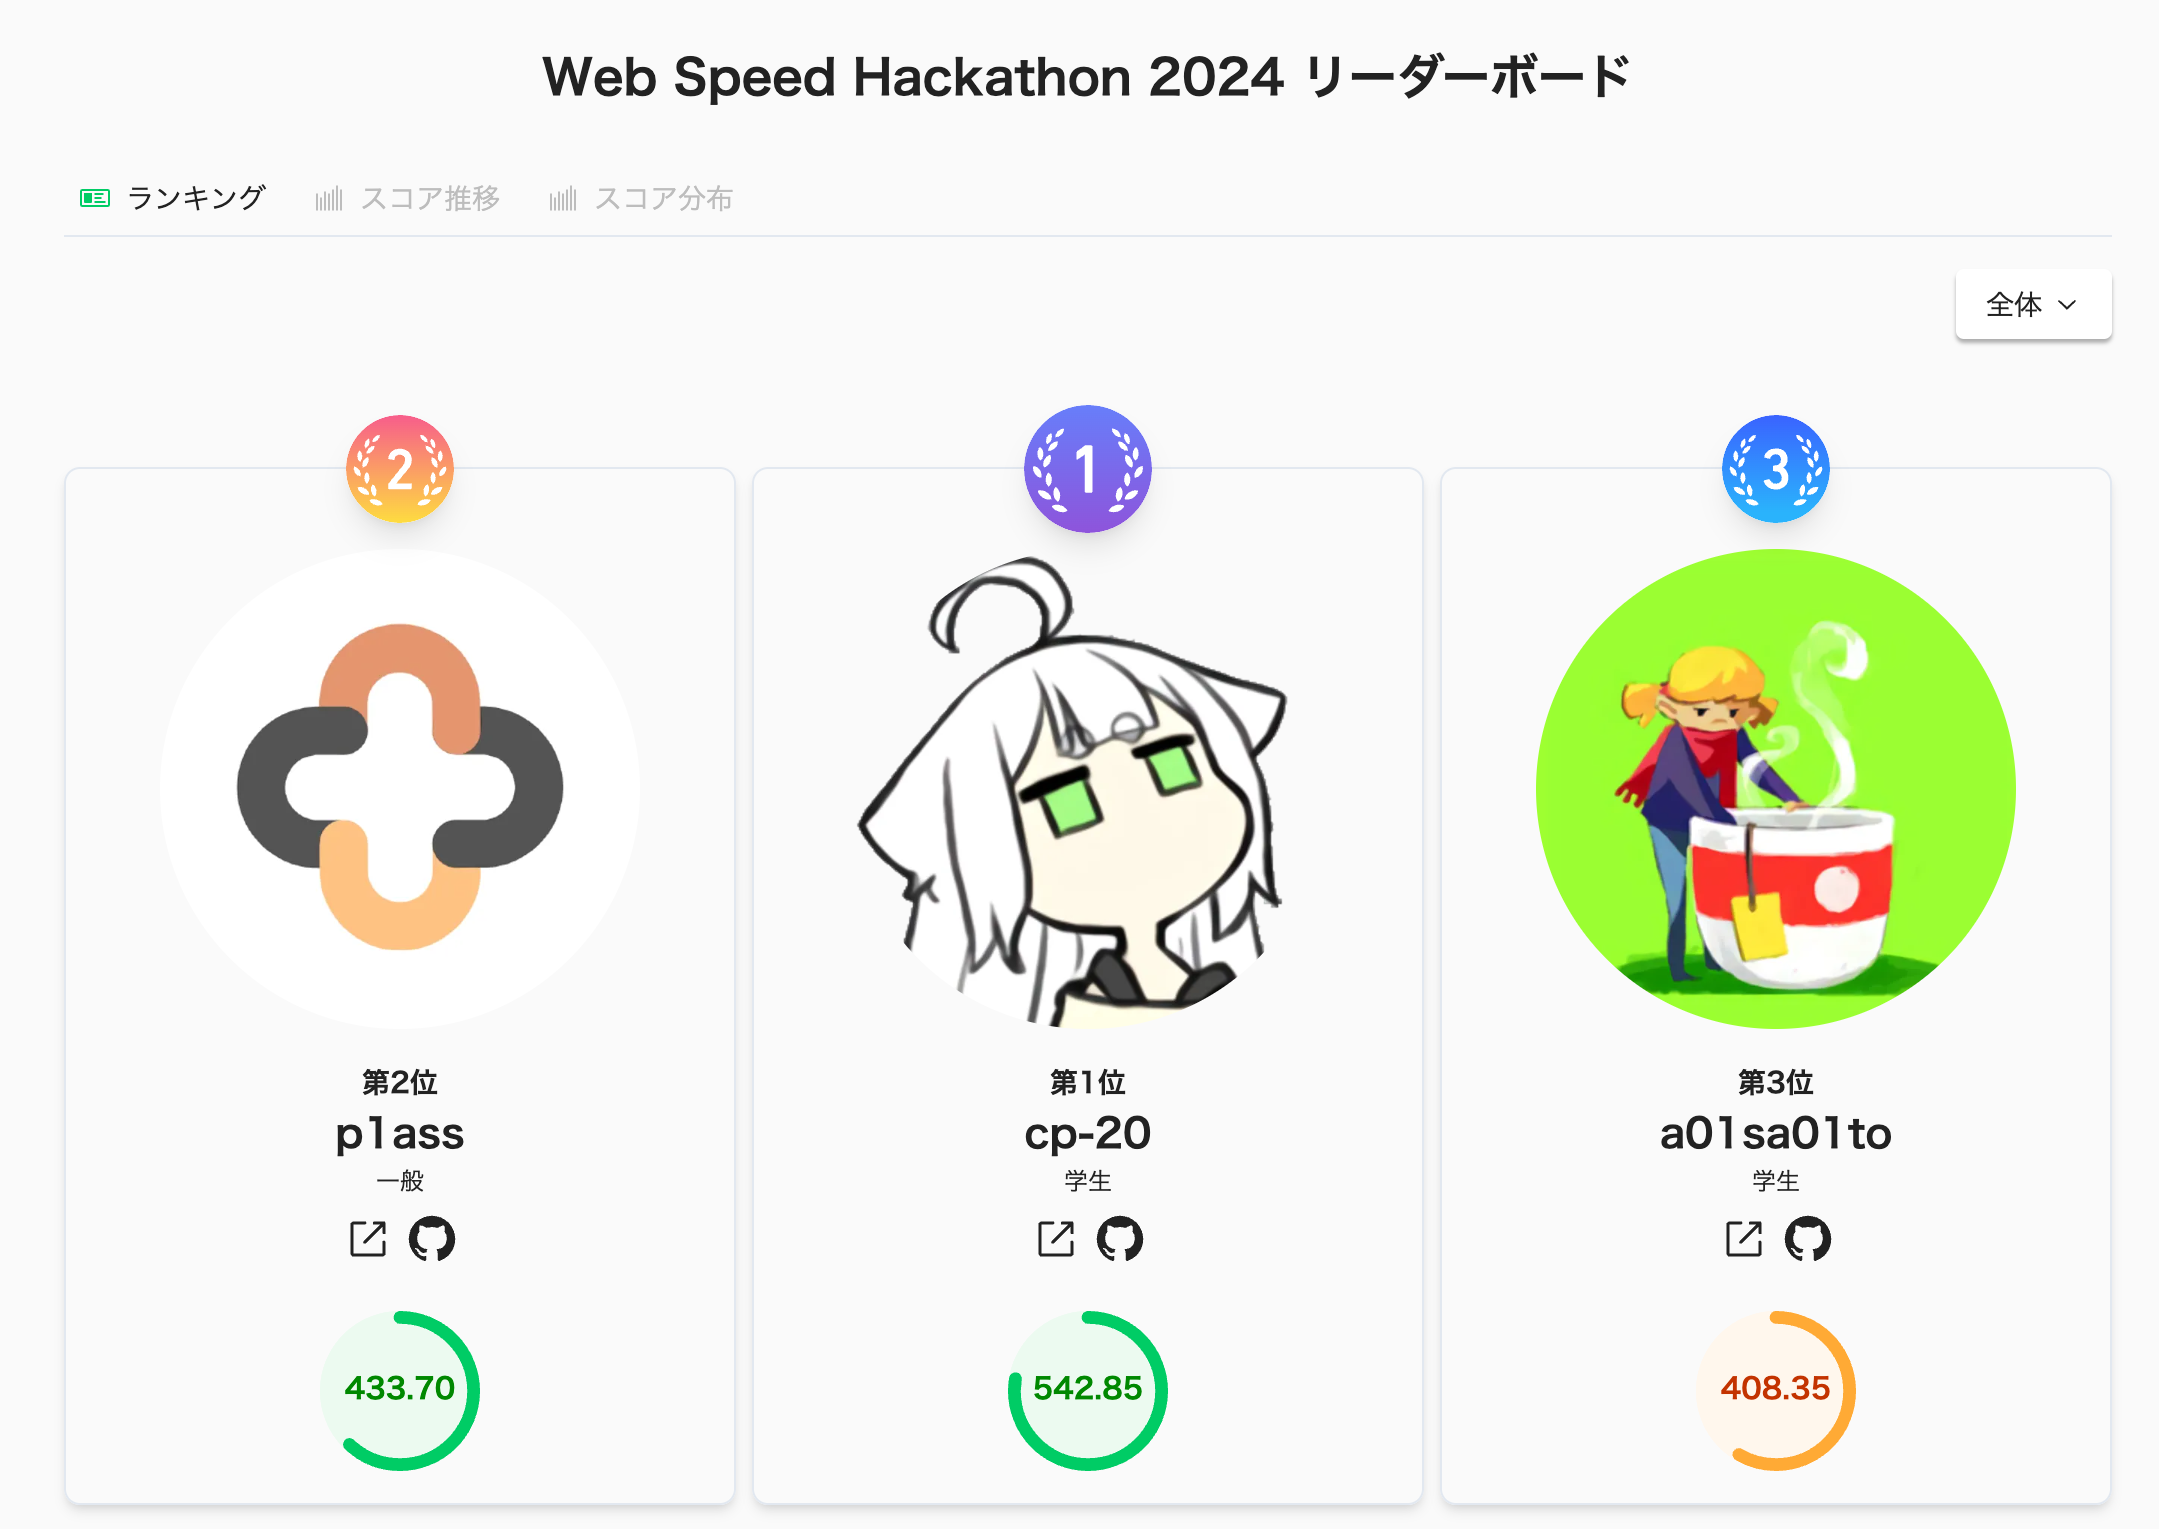 Web Speed Hackathon 2024 リーダーボード
ランキング
スコア推移
スコア分布
全体
2
第2位
p1ass
一般
433.70
1
第1位
cp-20
学生
542.85
3
第3位
a01sa01to
学生
408.35